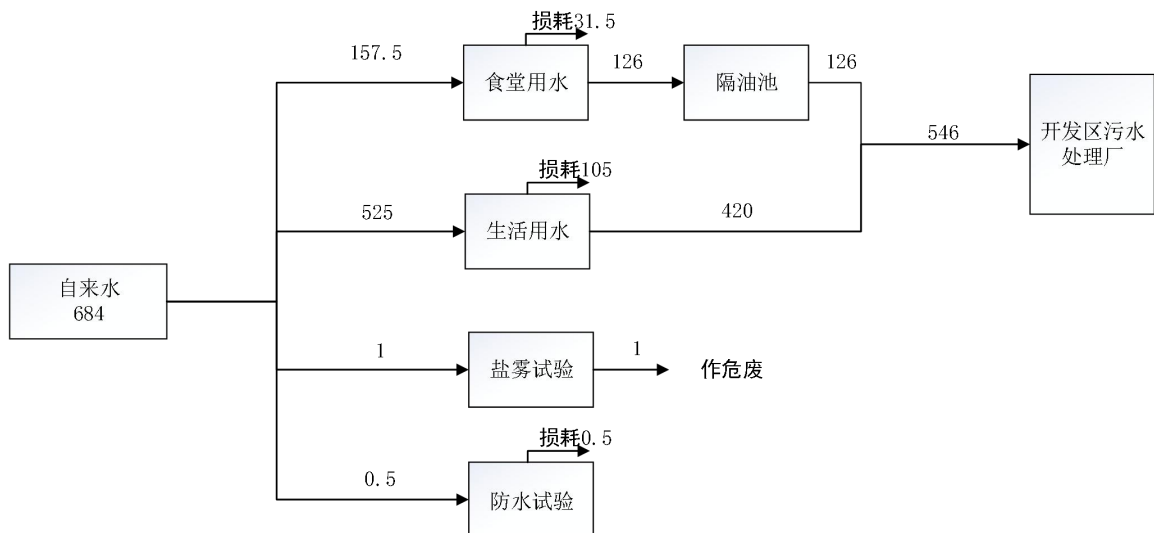 损耗31.5
157.5
食堂用水
126
隔油池
126
546
开发区污水
处理厂
损耗105
525
生活用水
420
自来水
684
1
盐雾试验
1
作危废
损耗0.5
0.5
防水试验